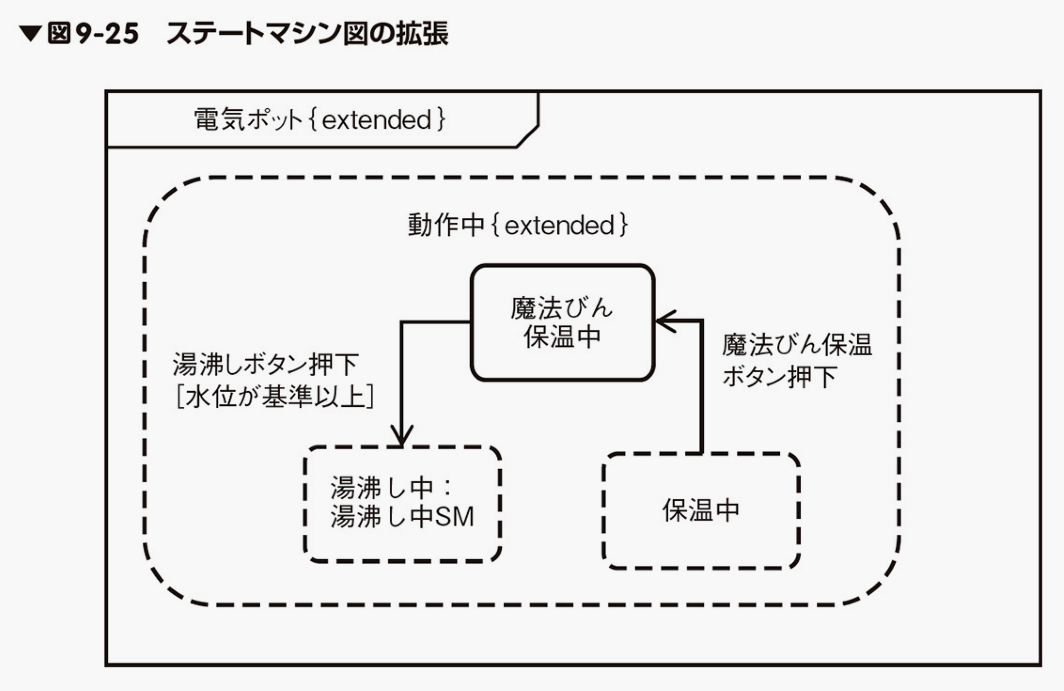 ▼図9-25 ステートマシン図の拡張
電気ポット{extended}
動作中{extended}
魔法びん
保温中
湯沸しボタン押下
[水位が基準以上]
魔法びん保温
ボタン押下
湯沸し中：
湯沸し中SM
保温中